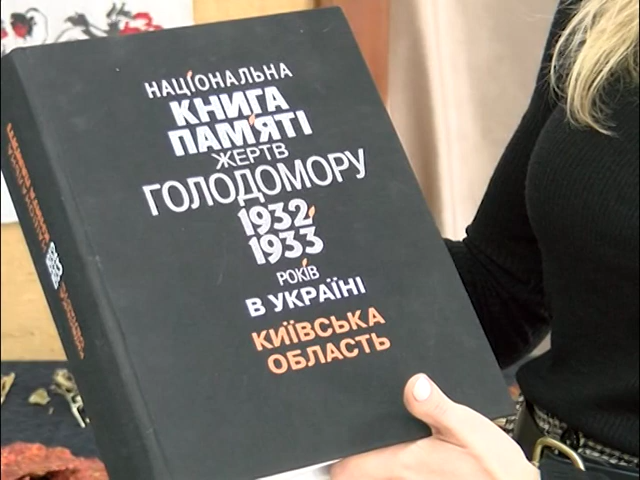 НАЦІОНАЛЬНА
КНИГА
ПАМ'ЯТІ
ЖЕРТВ
ГОЛОДОМОРУ
1932-
1933
РОКІВ
В УКРАЇНІ
КИЇВСЬКА
ОБЛАСТЬ